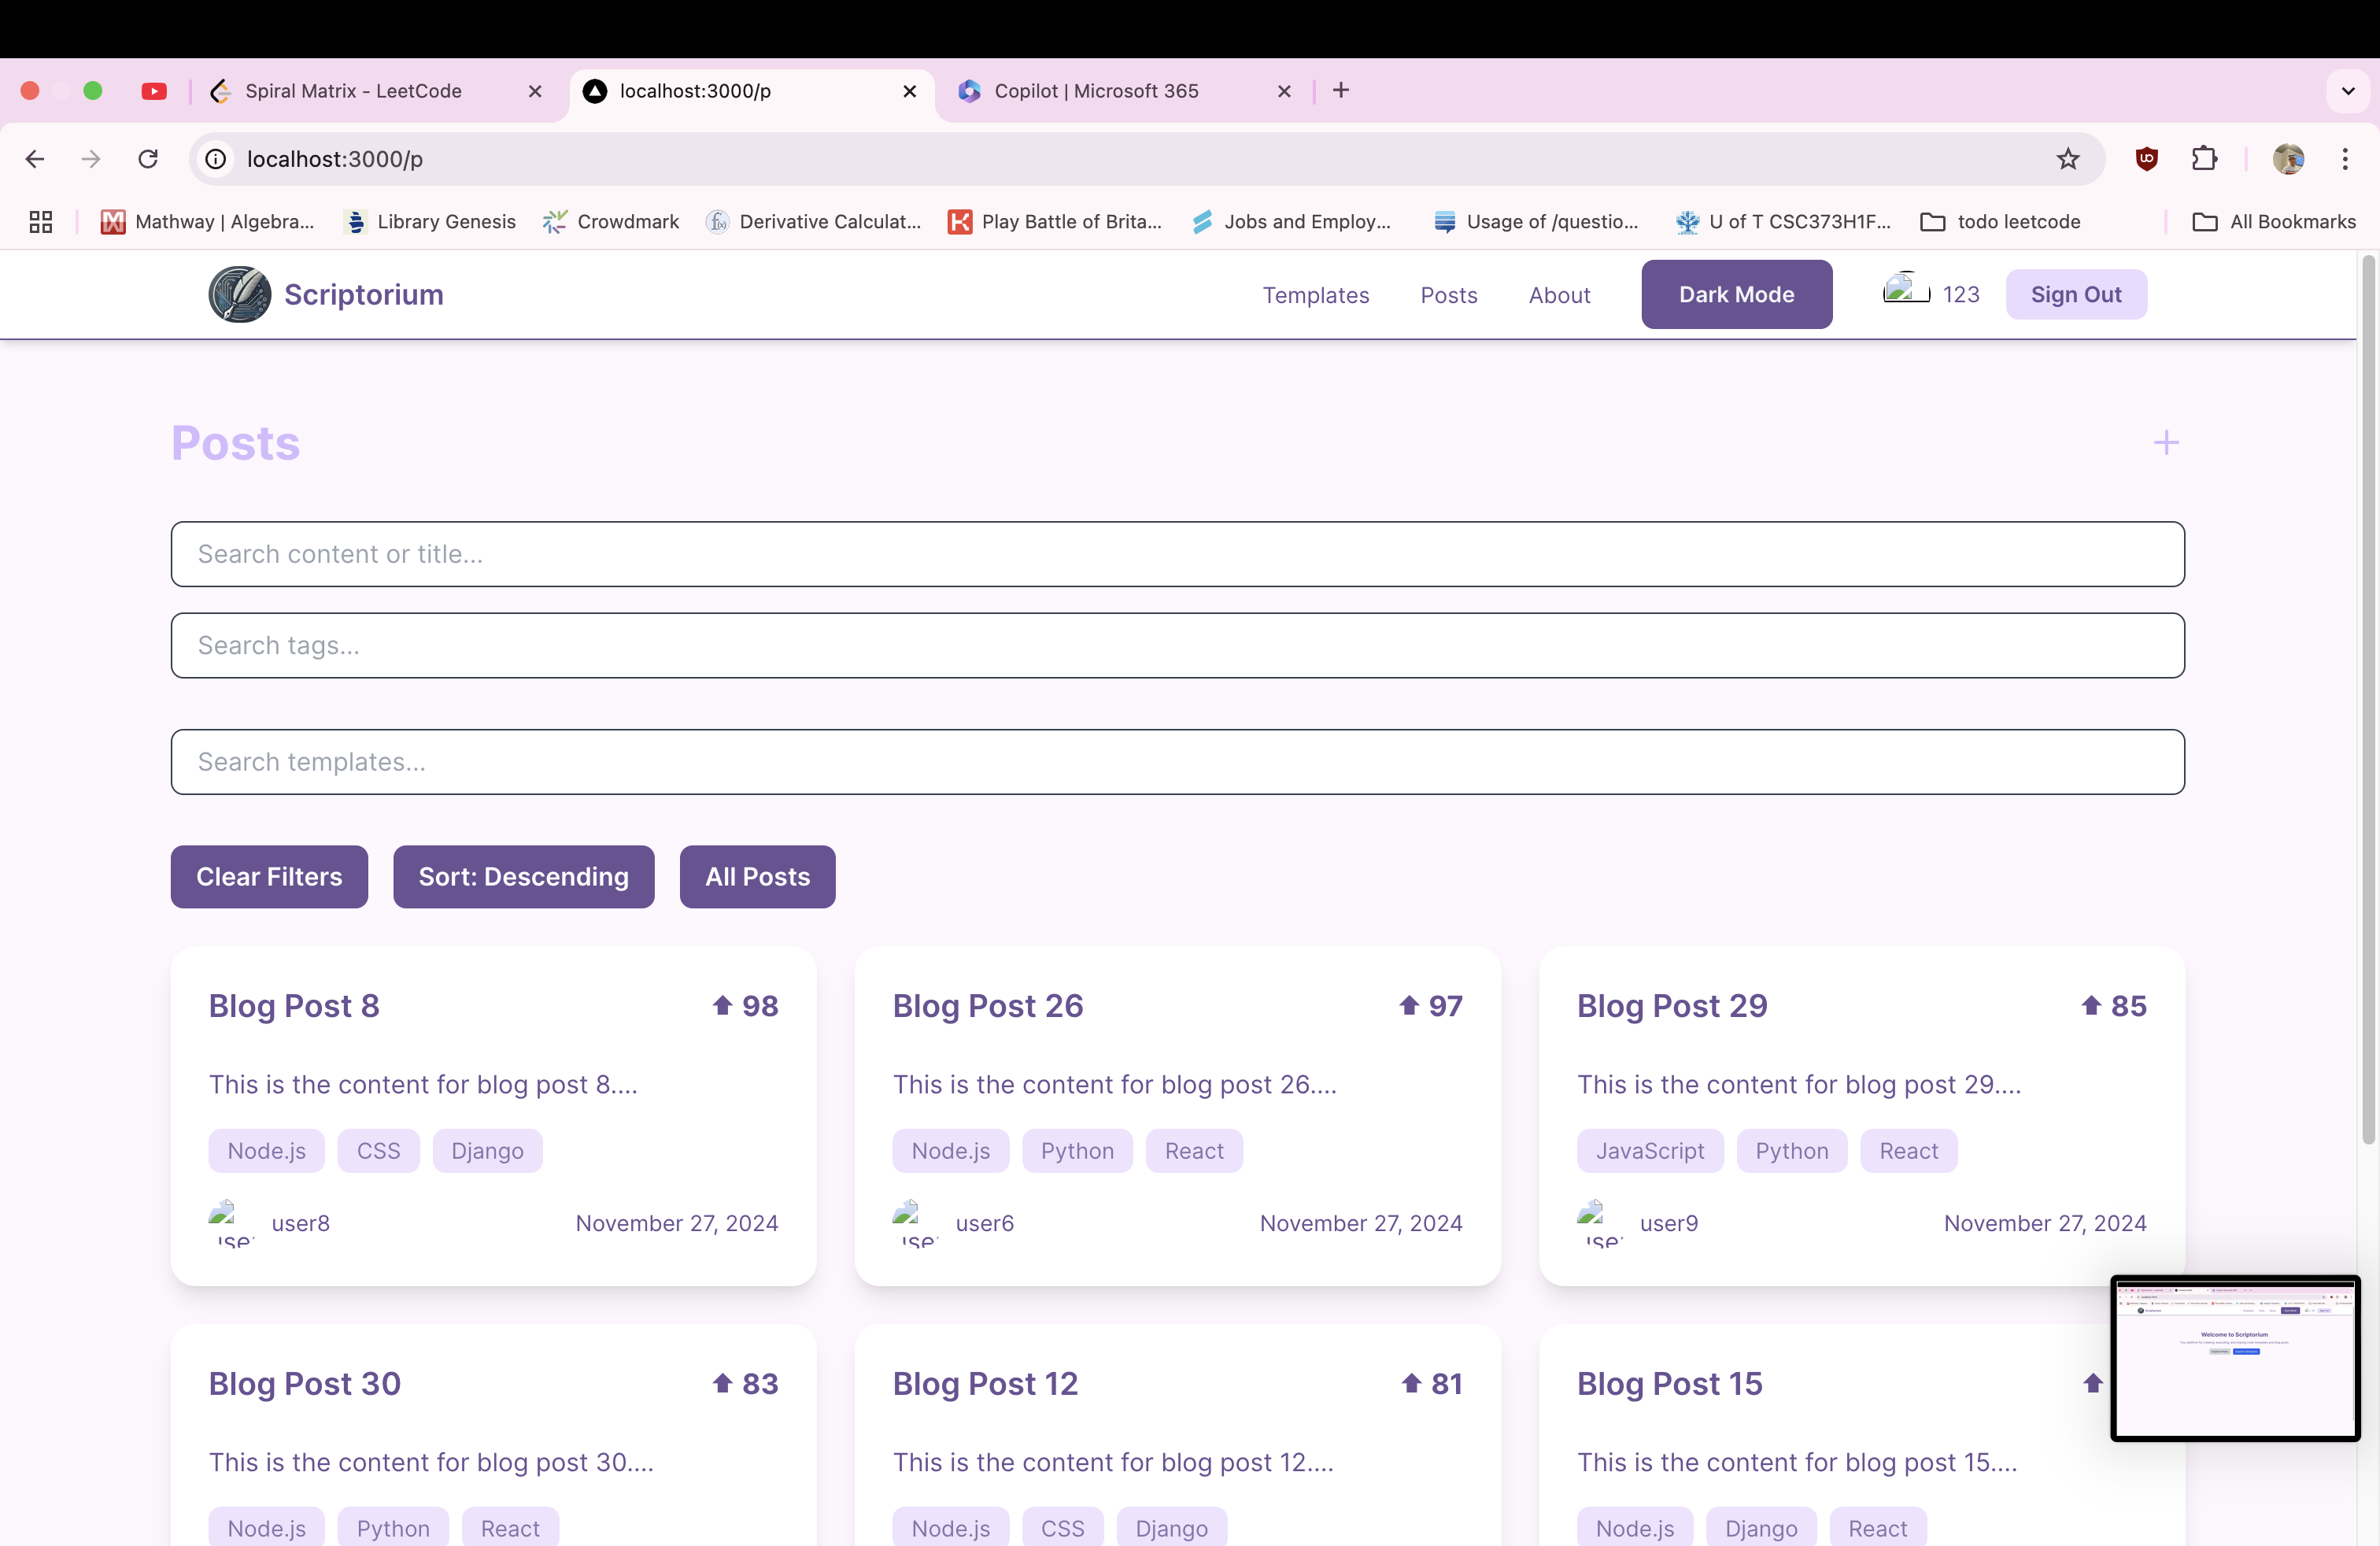 Spiral Matrix - LeetCode
localhost:3000/p
Copilot | Microsoft 365
localhost:3000/p
Mathway | Algebra...
Library Genesis
Crowdmark
Derivative Calculat...
Play Battle of Brita...
Jobs and Employ...
Usage of /questio...
U of T CSC373H1F...
todo leetcode
All Bookmarks
Scriptorium
Templates
Posts
About
Dark Mode
123
Sign Out
Posts
Search content or title...
Search tags...
Search templates...
Clear Filters
Sort: Descending
All Posts
Blog Post 8
98
This is the content for blog post 8....
Node.js
CSS
Django
user8
November 27, 2024
Blog Post 26
97
This is the content for blog post 26....
Node.js
Python
React
user6
November 27, 2024
Blog Post 29
85
This is the content for blog post 29....
JavaScript
Python
React
user9
November 27, 2024
Blog Post 30
83
This is the content for blog post 30....
Node.js
Python
React
Blog Post 12
81
This is the content for blog post 12....
Node.js
CSS
Django
Blog Post 15
This is the content for blog post 15....
Node.js
Django
React
Welcome to Scriptorium